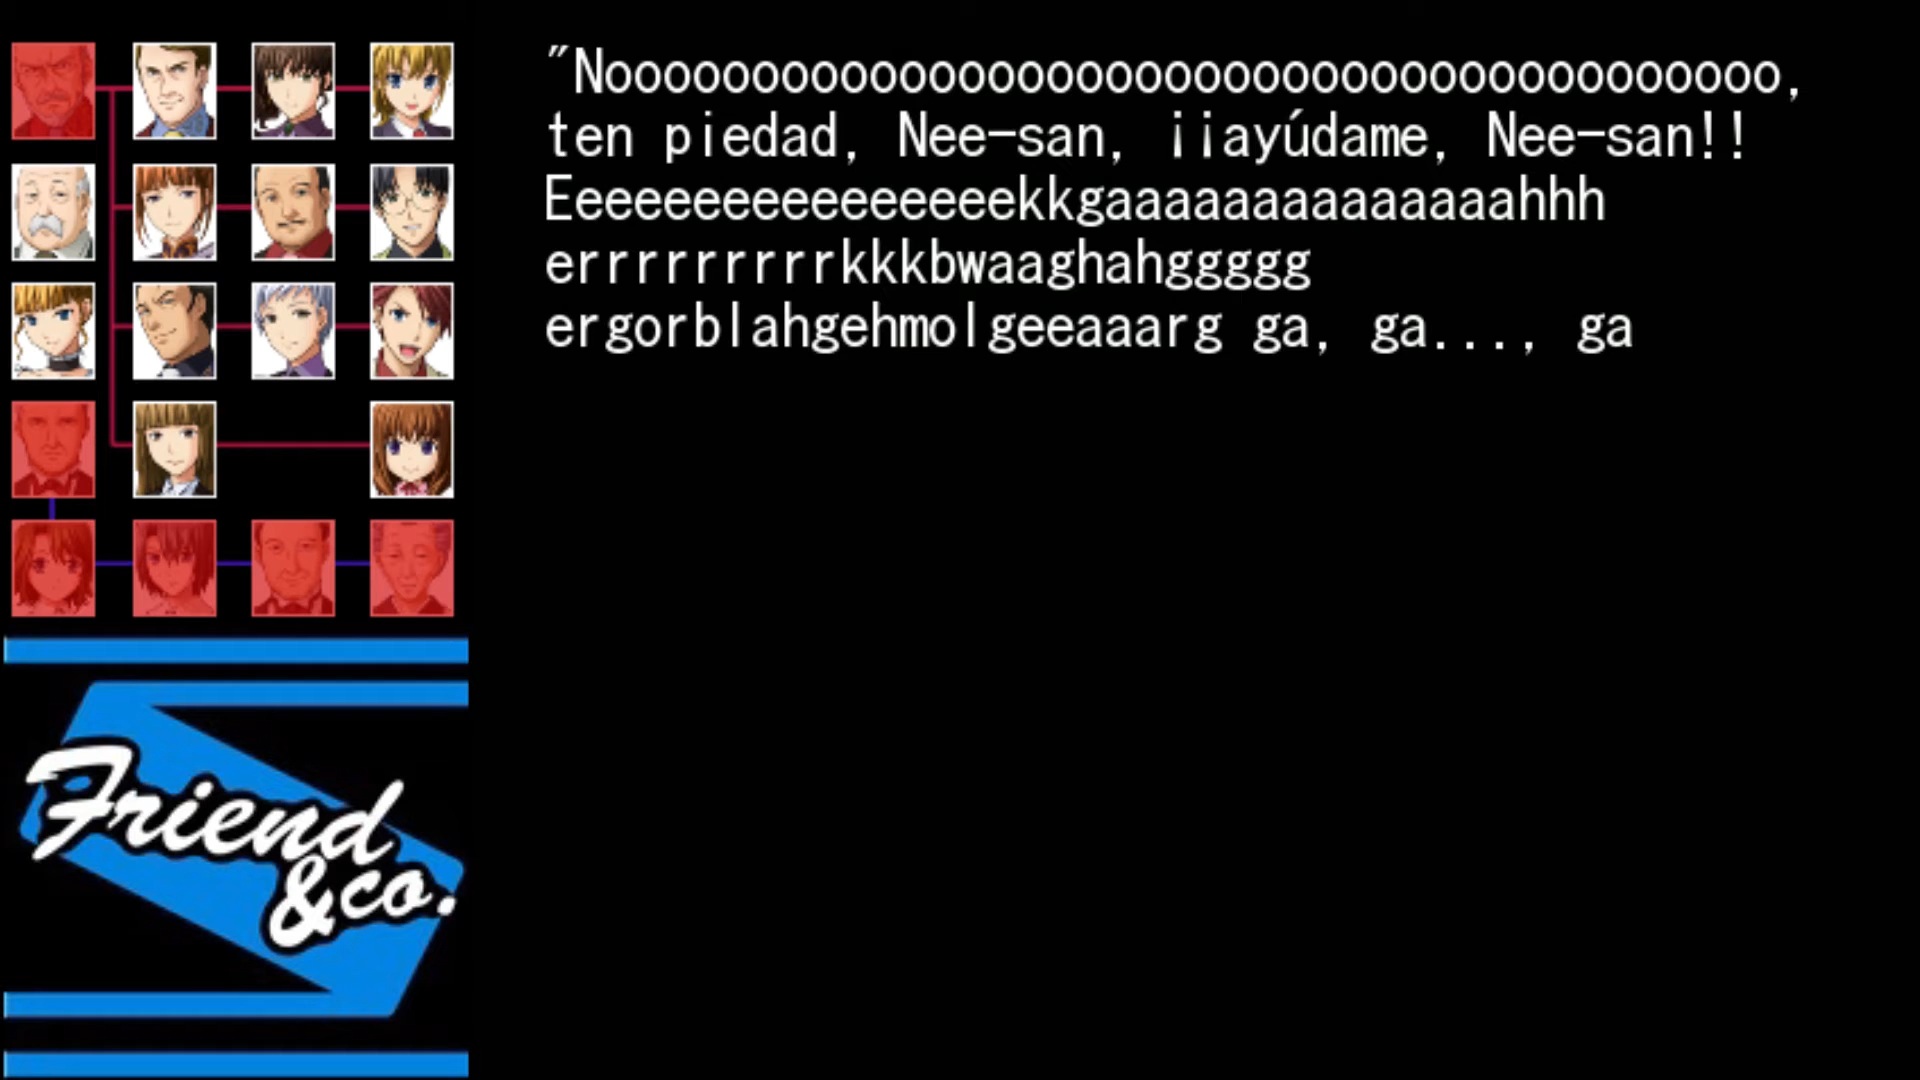 "Noooooooooooooooooooooooooooooooooooooooo,
ten piedad, Nee-san, ¡¡ayúdame, Nee-san!!
Eeeeeeeeeeeeeeeekkgaaaaaaaaaaaaaahhh
errrrrrrrrkkkbwaaghahggggg
ergorblahgehmolgeeaaarg ga, ga..., ga
Friend
&co.